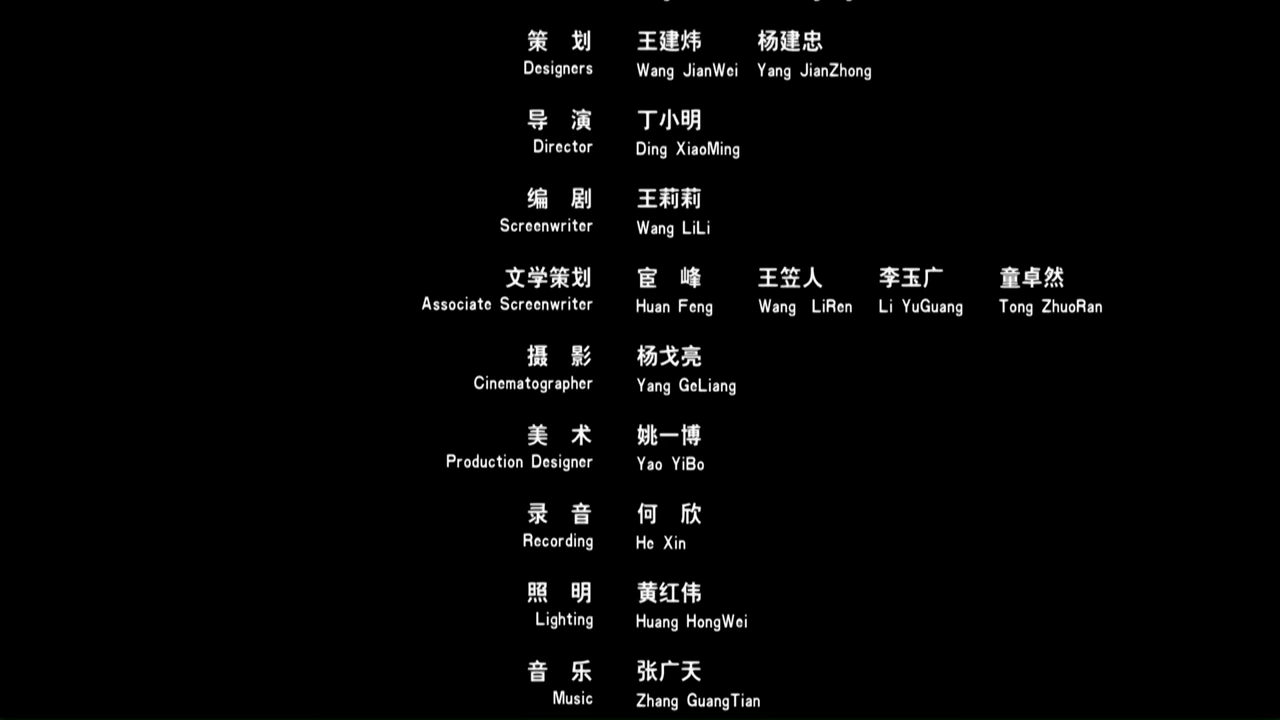 策 划 王建炜 杨建忠
Designers Wang JianWei Yang JianZhong
导 演 丁小明
Director Ding XiaoMing
编 剧 王莉莉
Screenwriter Wang LiLi
文学策划 宦 峰 王笠人 李玉广 童卓然
Associate Screenwriter Huan Feng Wang LiRen Li YuGuang Tong ZhuoRan
摄 影 杨戈亮
Cinematographer Yang GeLiang
美 术 姚一博
Production Designer Yao YiBo
录 音 何 欣
Recording He Xin
照 明 黄红伟
Lighting Huang HongWei
音 乐 张广天
Music Zhang GuangTian